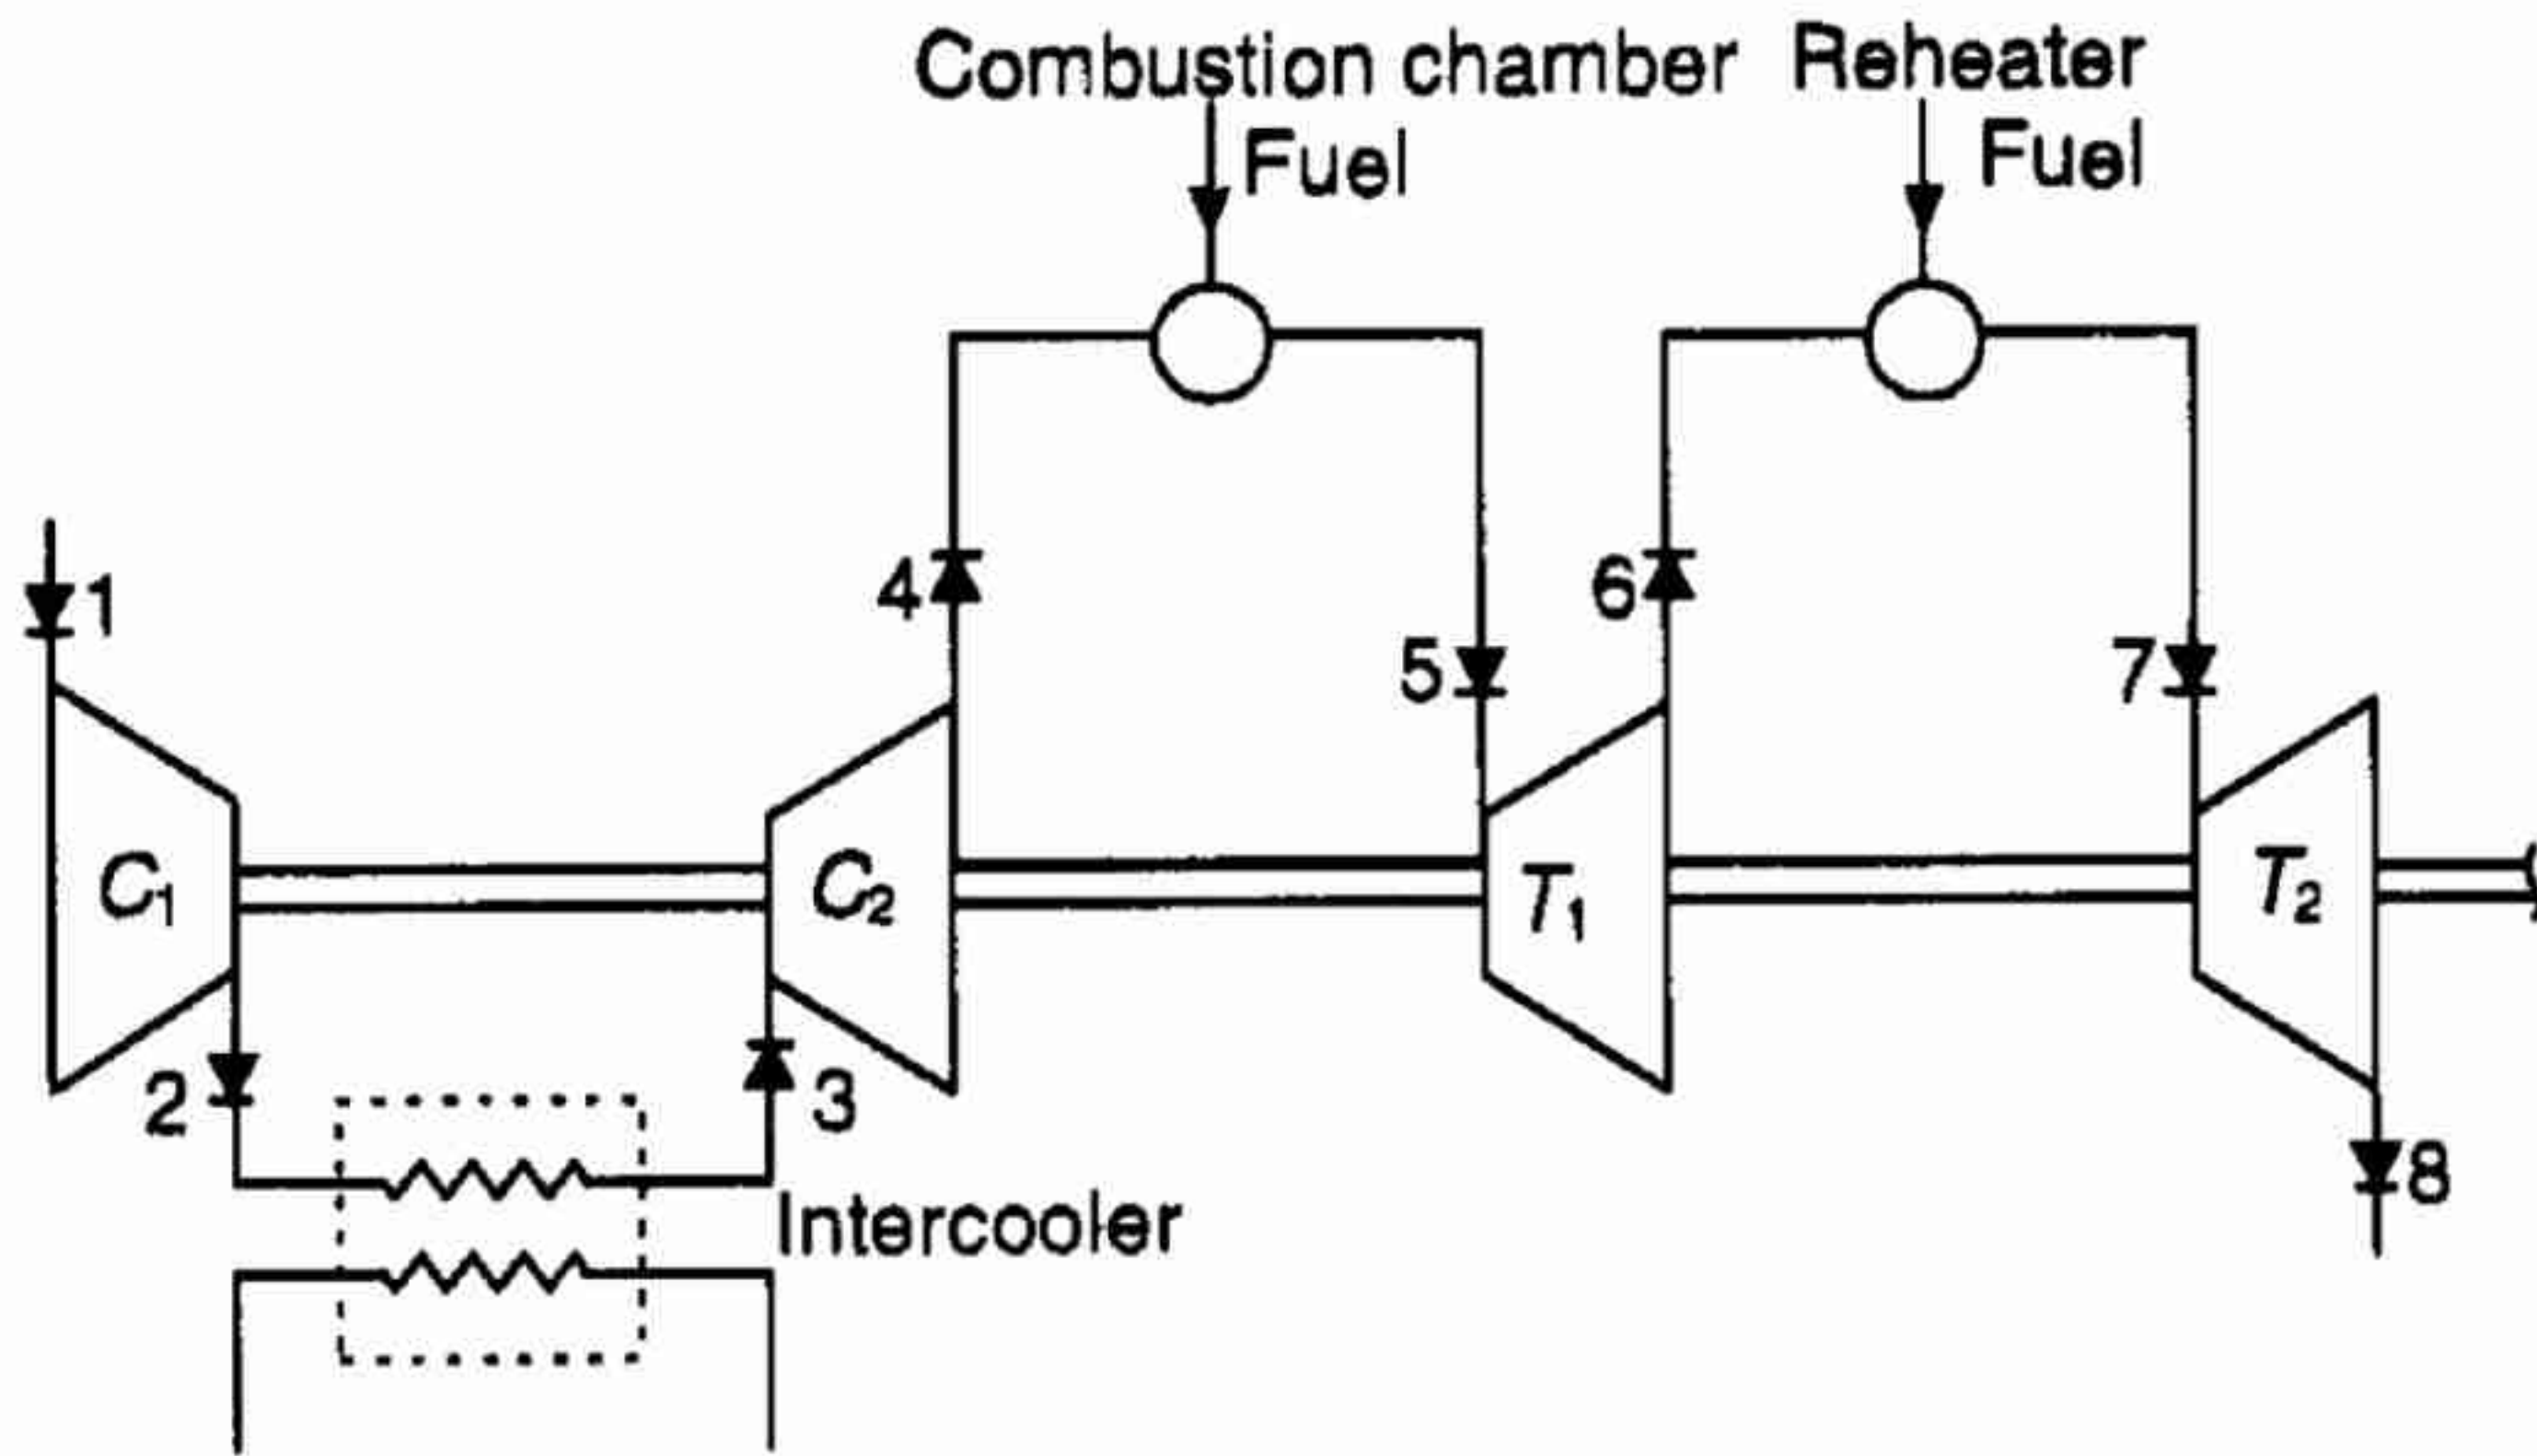 Combustion chamber
Reheater
Fuel
Fuel
1
4
6
5
7
C1
C2
T1
T2
2
3
8
Intercooler